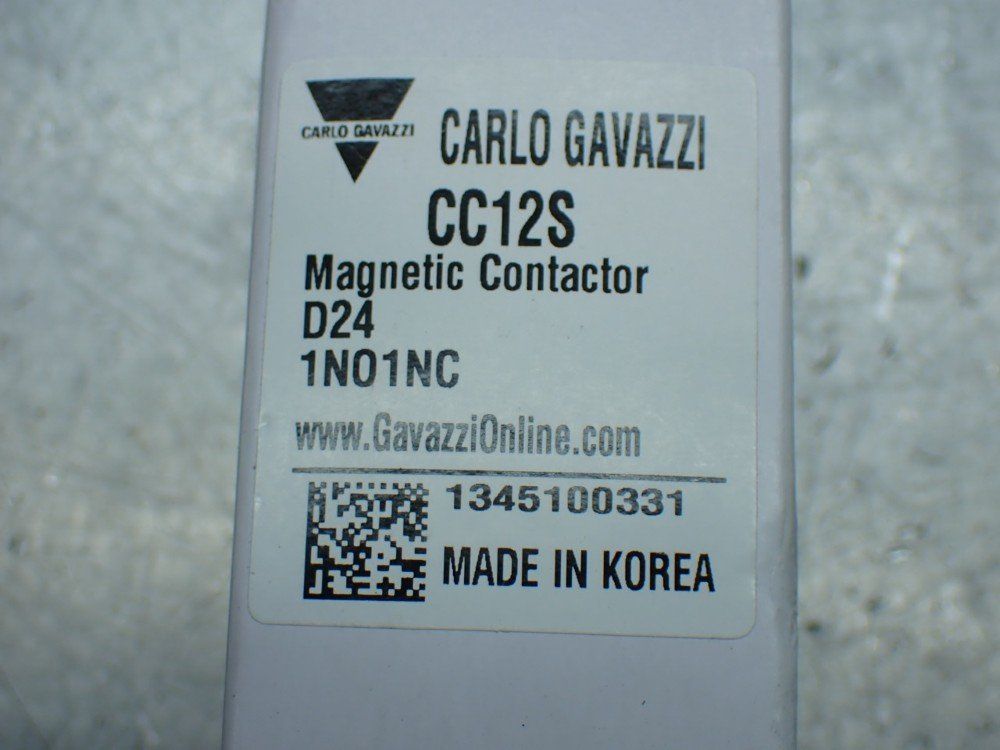 CARLO GAVAZZI
CARLO GAVAZZI
CC12S
Magnetic Contactor
D24
1NO1NC
www.GavazziOnline.com
1345100331
MADE IN KOREA